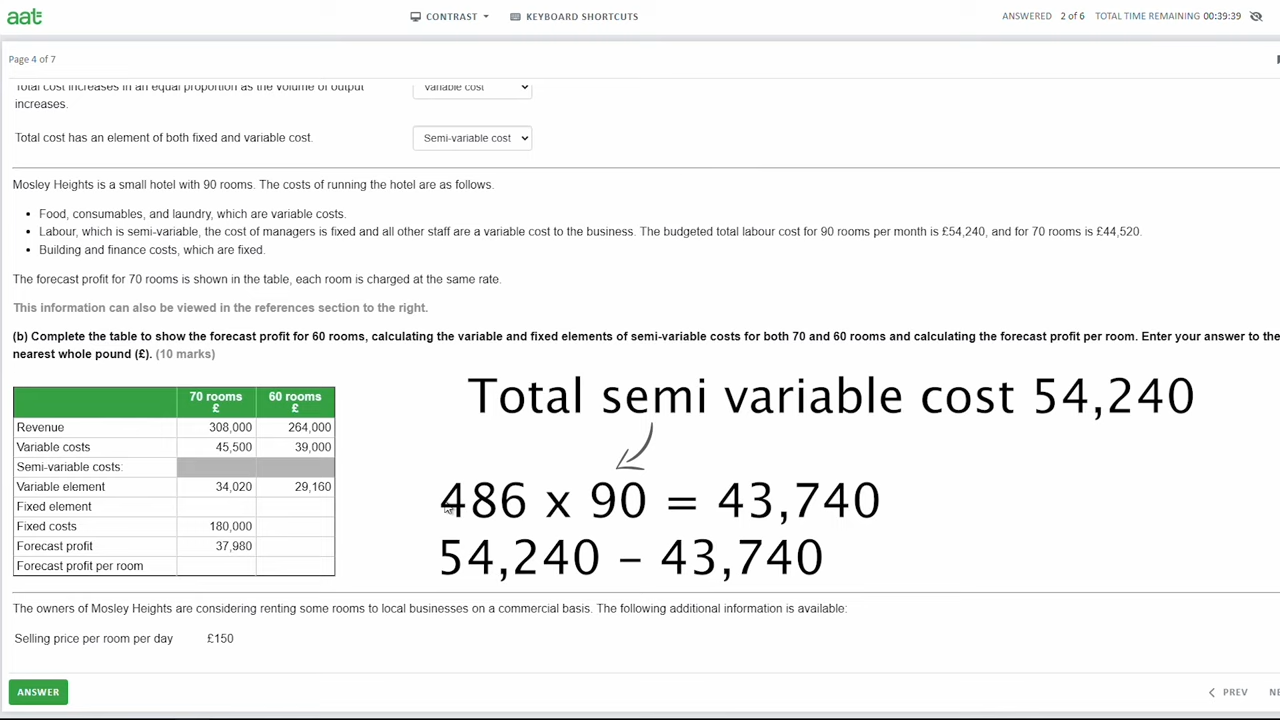 aat
CONTRAST
KEYBOARD SHORTCUTS
ANSWERED 2 of 6 TOTAL TIME REMAINING 00:39:39
Page 4 of 7
Total cost increases in an equal proportion as the volume of output
increases.
Variable cost
Total cost has an element of both fixed and variable cost.
Semi-variable cost
Mosley Heights is a small hotel with 90 rooms. The costs of running the hotel are as follows.
• Food, consumables, and laundry, which are variable costs.
• Labour, which is semi-variable, the cost of managers is fixed and all other staff are a variable cost to the business. The budgeted total labour cost for 90 rooms per month is £54,240, and for 70 rooms is £44,520.
• Building and finance costs, which are fixed.
The forecast profit for 70 rooms is shown in the table, each room is charged at the same rate.
This information can also be viewed in the references section to the right.
(b) Complete the table to show the forecast profit for 60 rooms, calculating the variable and fixed elements of semi-variable costs for both 70 and 60 rooms and calculating the forecast profit per room. Enter your answer to the
nearest whole pound (£). (10 marks)
70 rooms £ 60 rooms £
Revenue 308,000 264,000
Variable costs 45,500 39,000
Semi-variable costs:
Variable element 34,020 29,160
Fixed element
Fixed costs 180,000
Forecast profit 37,980
Forecast profit per room
Total semi variable cost 54,240
486 x 90 = 43,740
54,240 – 43,740
The owners of Mosley Heights are considering renting some rooms to local businesses on a commercial basis. The following additional information is available:
Selling price per room per day £150
ANSWER
PREV
NE